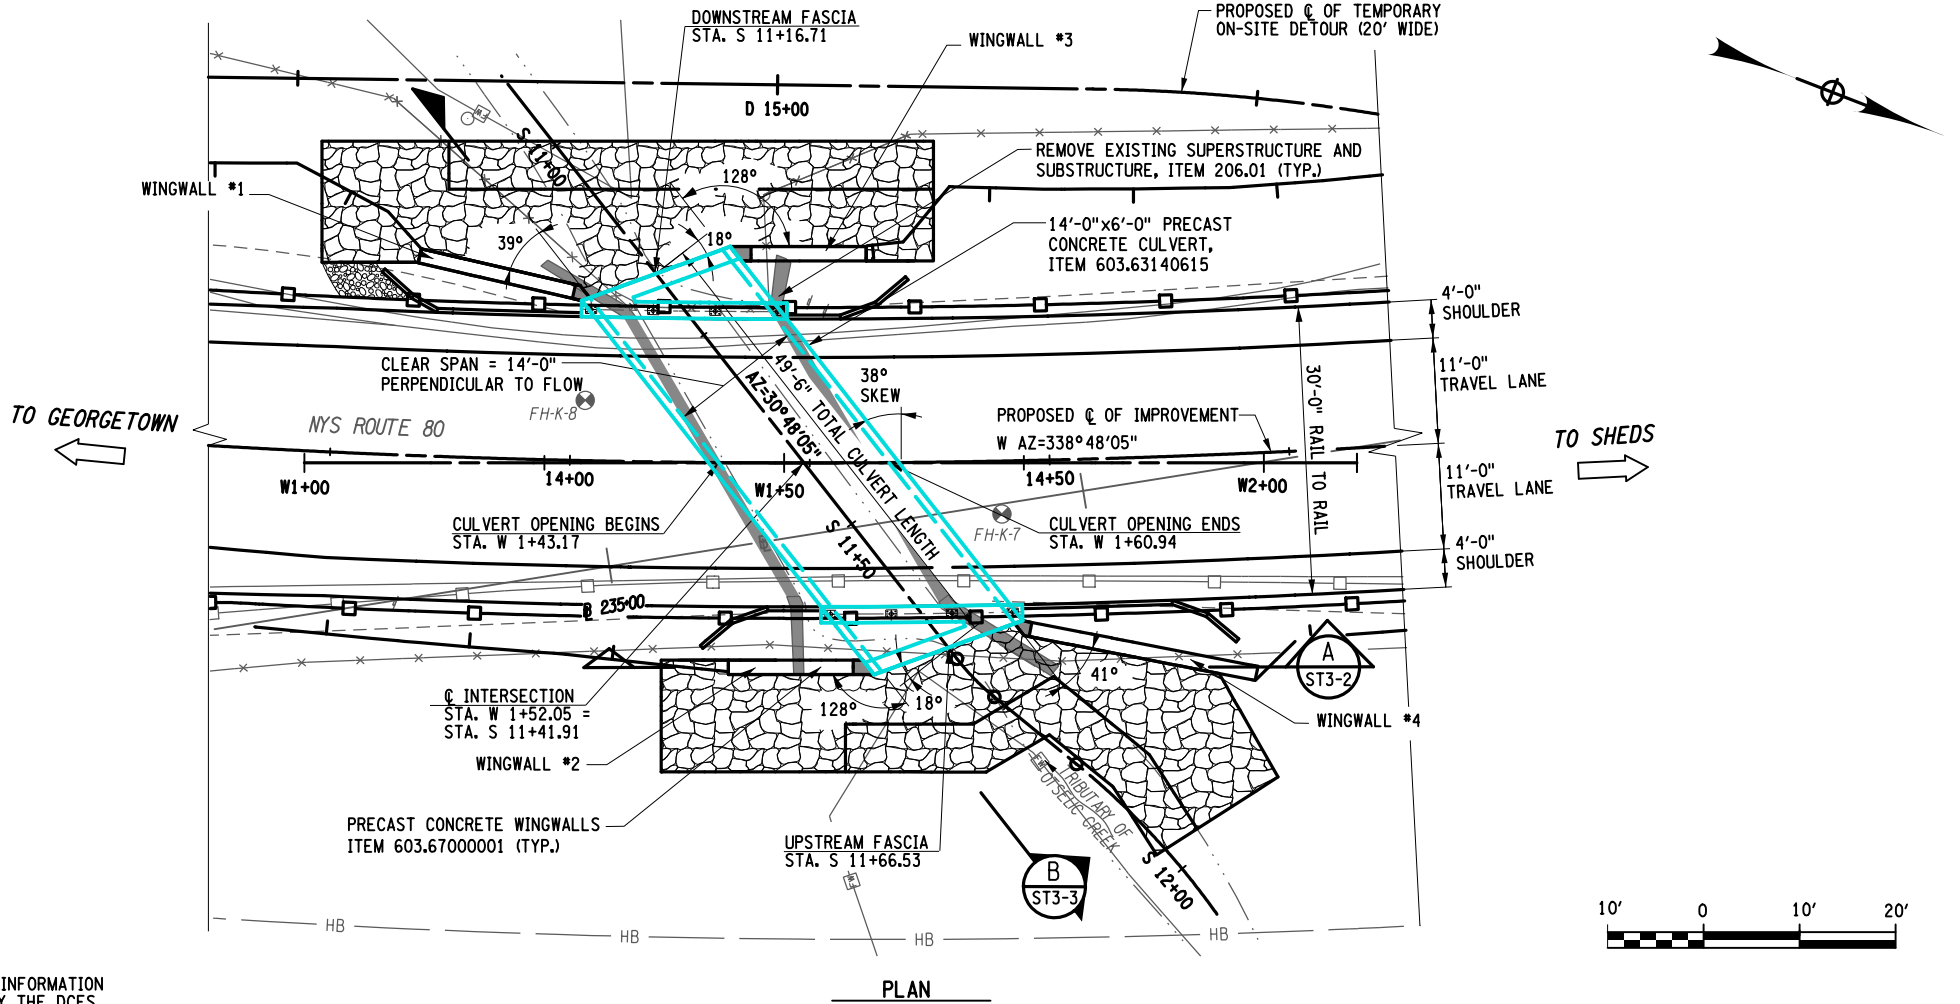 DOWNSTREAM FASCIA
STA. S 11+16.71
WINGWALL #3
PROPOSED ℄ OF TEMPORARY
ON-SITE DETOUR (20' WIDE)
D 15+00
S 11+00
128°
REMOVE EXISTING SUPERSTRUCTURE AND
SUBSTRUCTURE, ITEM 206.01 (TYP.)
WINGWALL #1
39°
18°
14'-0"x6'-0" PRECAST
CONCRETE CULVERT,
ITEM 603.63140615
4'-0"
SHOULDER
CLEAR SPAN = 14'-0"
PERPENDICULAR TO FLOW
FH-K-8
49'-6" TOTAL CULVERT LENGTH
AZ=30°48'05"
38°
SKEW
30'-0" RAIL TO RAIL
11'-0"
TRAVEL LANE
TO GEORGETOWN
NYS ROUTE 80
PROPOSED ℄ OF IMPROVEMENT
W AZ=338°48'05"
TO SHEDS
W1+00
14+00
W1+50
14+50
W2+00
11'-0"
TRAVEL LANE
CULVERT OPENING BEGINS
STA. W 1+43.17
S 11+50
FH-K-7
CULVERT OPENING ENDS
STA. W 1+60.94
4'-0"
SHOULDER
B 235+00
A
ST3-2
℄ INTERSECTION
STA. W 1+52.05 =
STA. S 11+41.91
128°
18°
41°
WINGWALL #4
WINGWALL #2
TRIBUTARY OF
OTSELIC CREEK
PRECAST CONCRETE WINGWALLS
ITEM 603.67000001 (TYP.)
UPSTREAM FASCIA
STA. S 11+66.53
B
ST3-3
S 12+00
10' 0 10' 20'
HB HB HB HB
PLAN
INFORMATION
THE DCES